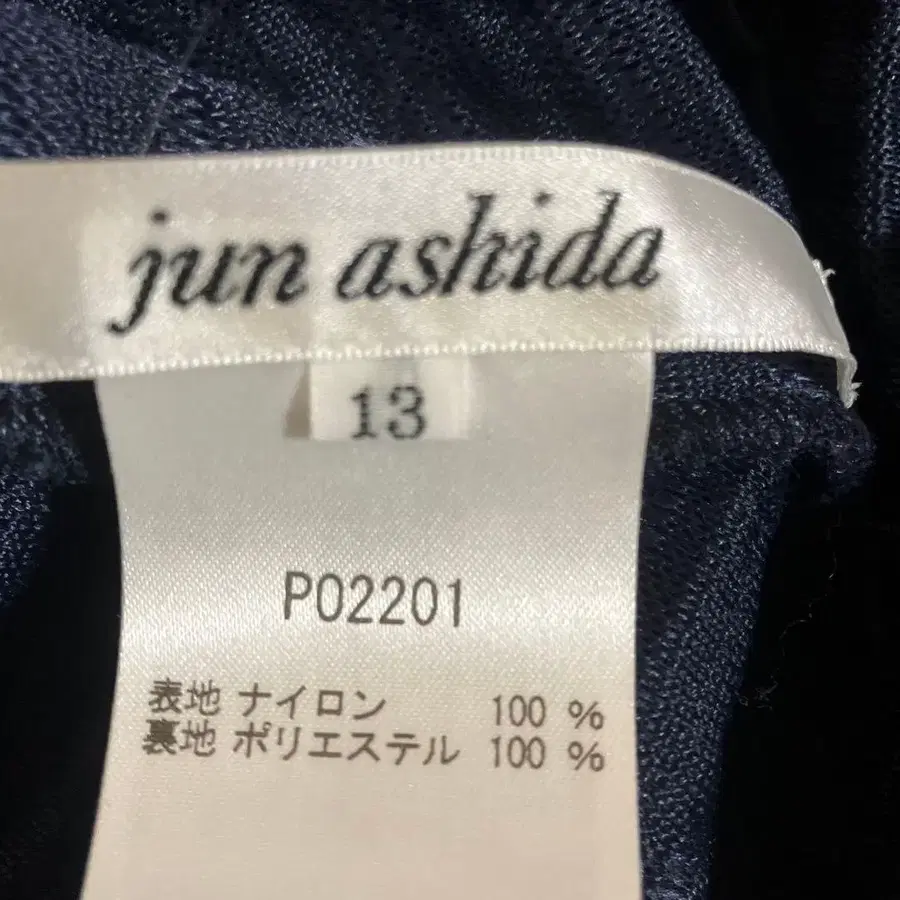 jun ashida
13
P02201
表地 ナイロン 100 %
裏地 ポリエステル 100 %